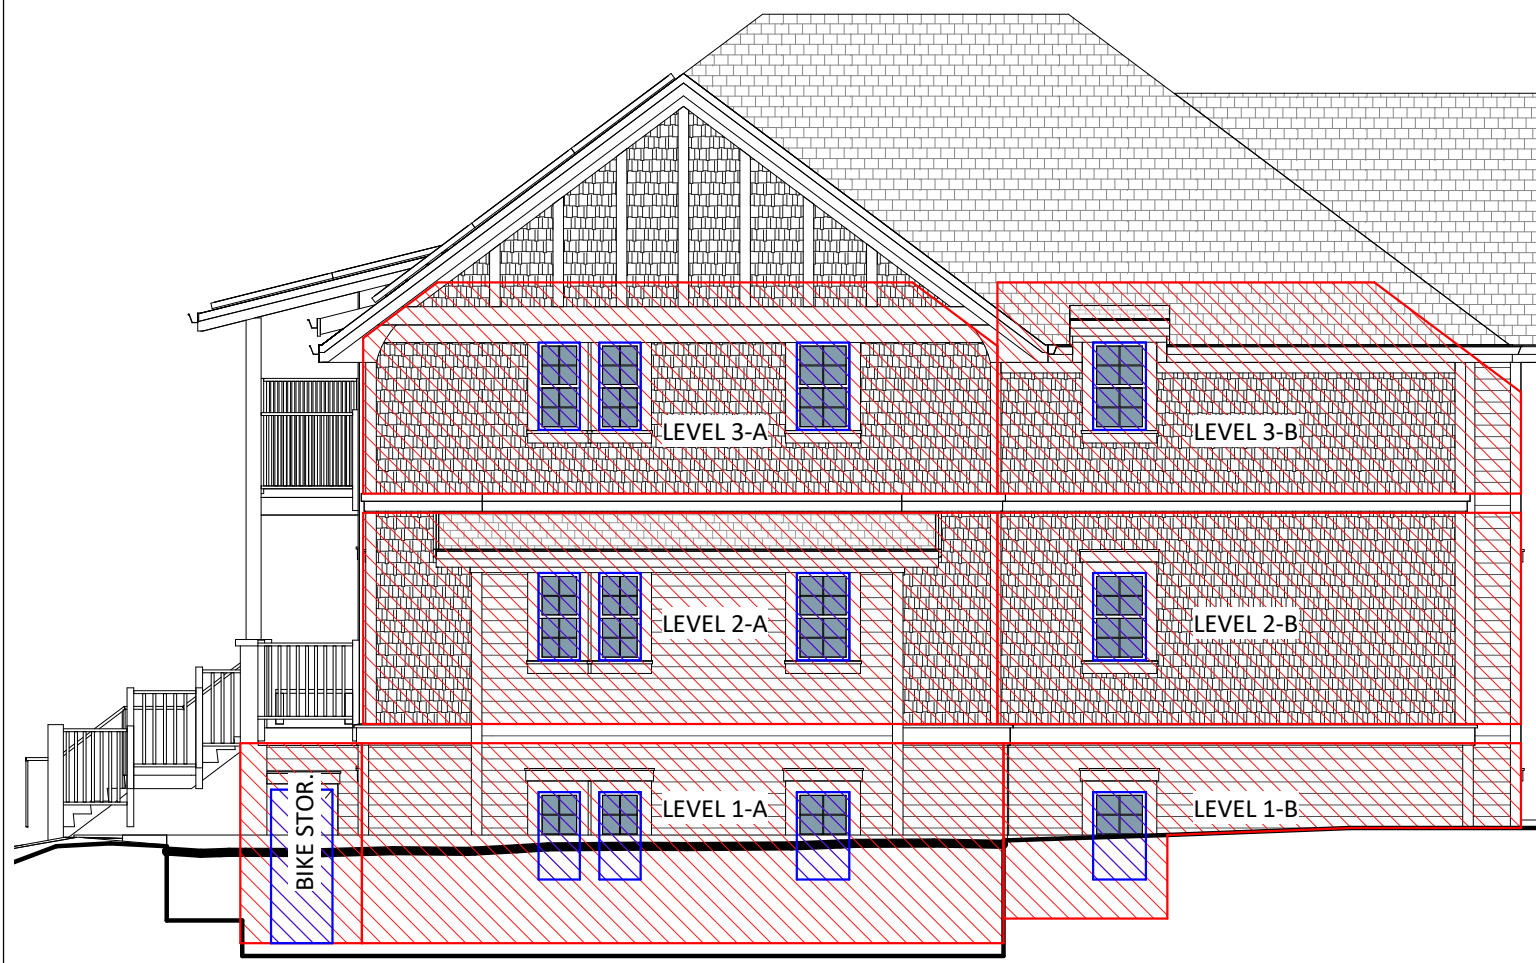 LEVEL 3-A
LEVEL 3-B
LEVEL 2-A
LEVEL 2-B
BIKE STOR.
LEVEL 1-A
LEVEL 1-B